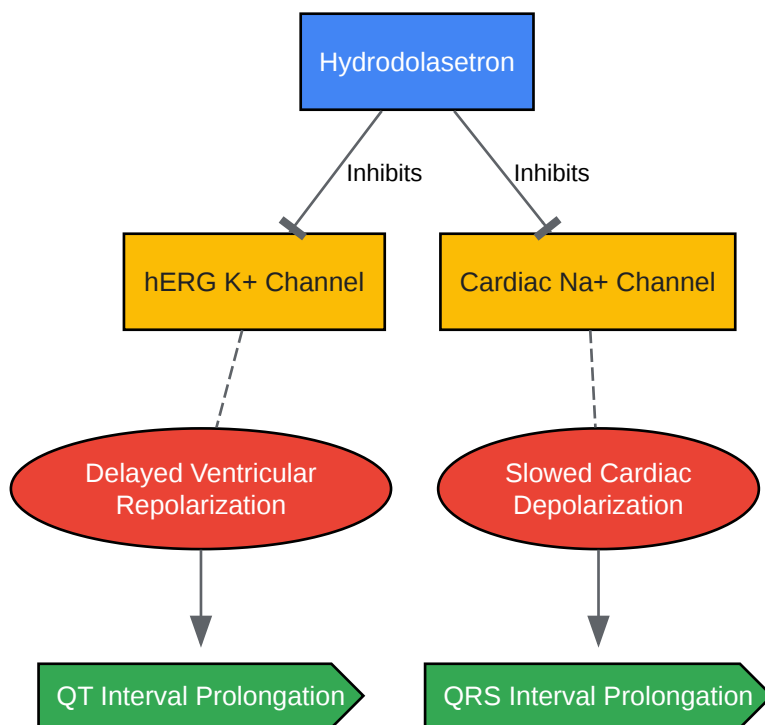 Hydrodolasetron
Inhibits
Inhibits
hERG K+ Channel
Cardiac Na+ Channel
Delayed Ventricular
Repolarization
Slowed Cardiac
Depolarization
QT Interval Prolongation
QRS Interval Prolongation